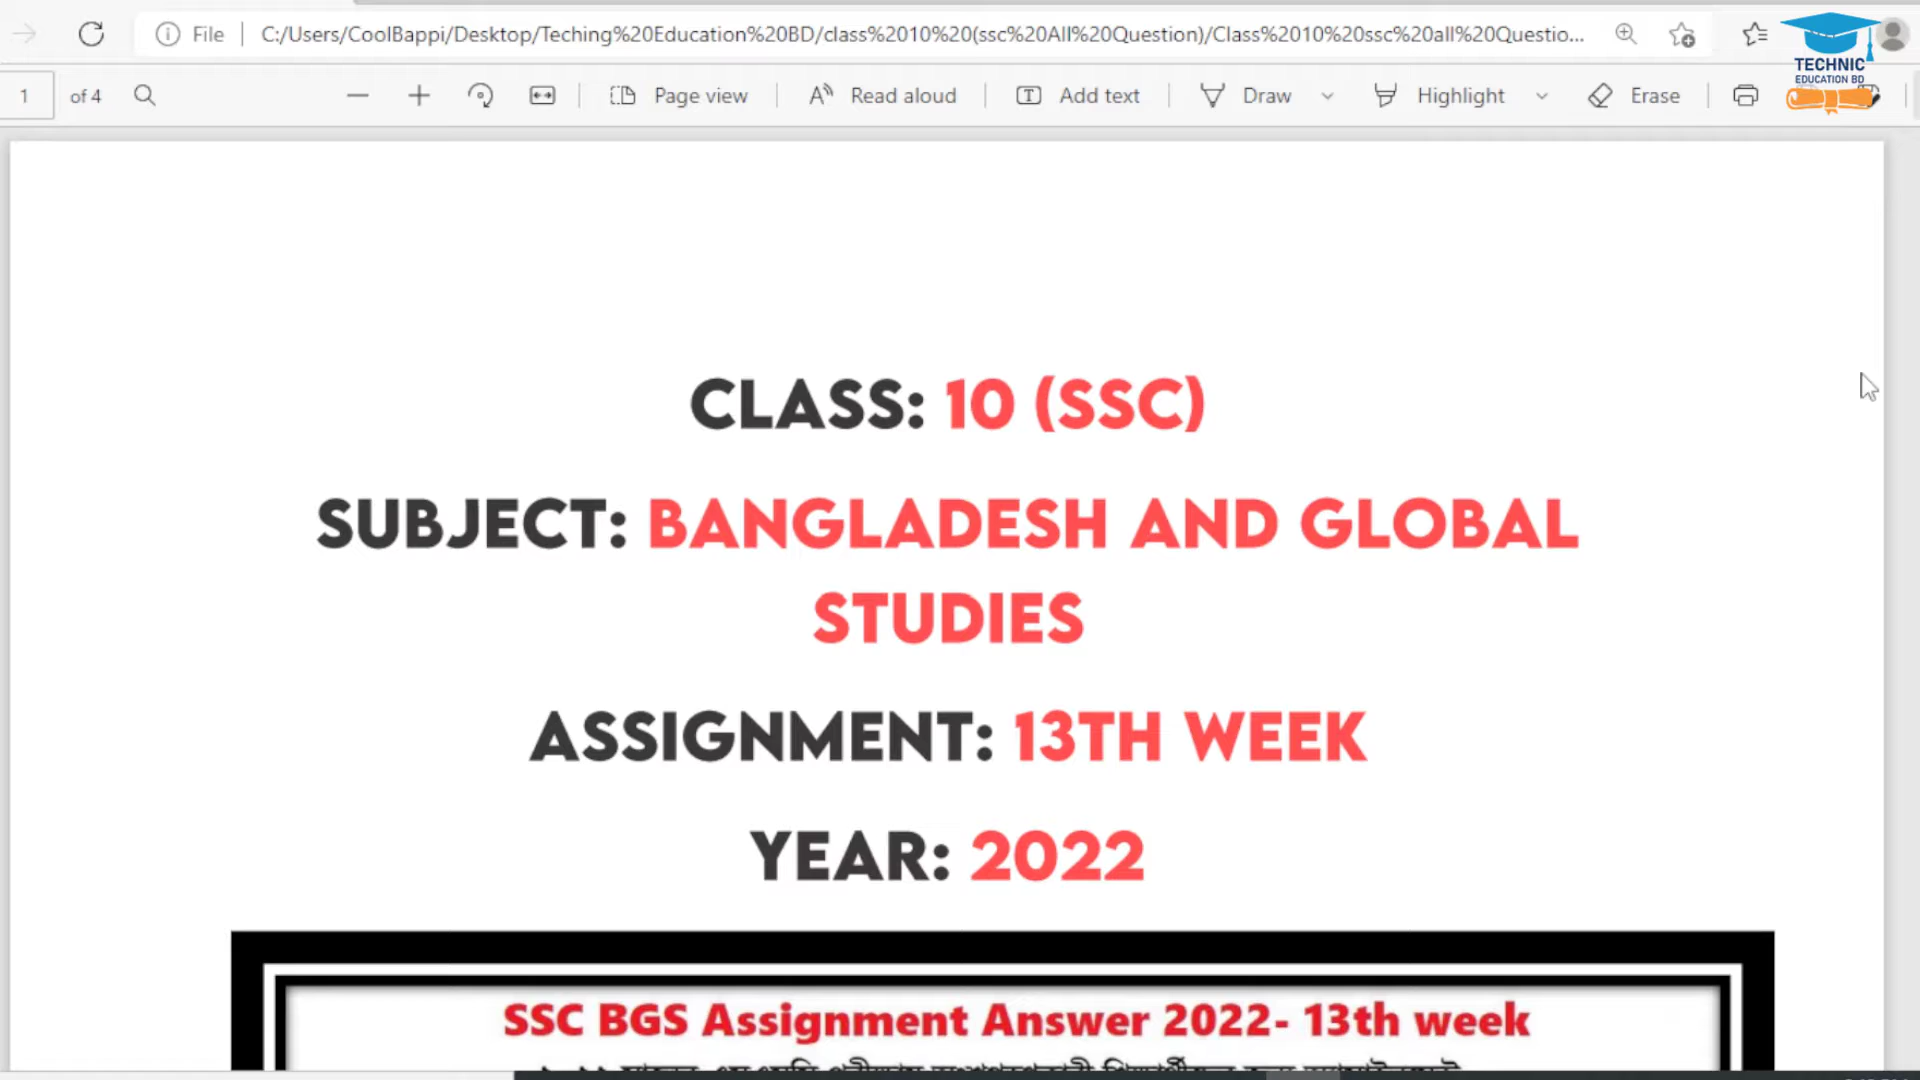 File
C:/Users/CoolBappi/Desktop/Teching%20Education%20BD/class%2010%20(ssc%20All%20Question)/Class%2010%20ssc%20all%20Questio...
TECHNIC
EDUCATION BD
1 of 4
Page view
Read aloud
Add text
Draw
Highlight
Erase
CLASS: 10 (SSC)
SUBJECT: BANGLADESH AND GLOBAL
STUDIES
ASSIGNMENT: 13TH WEEK
YEAR: 2022
SSC BGS Assignment Answer 2022- 13th week